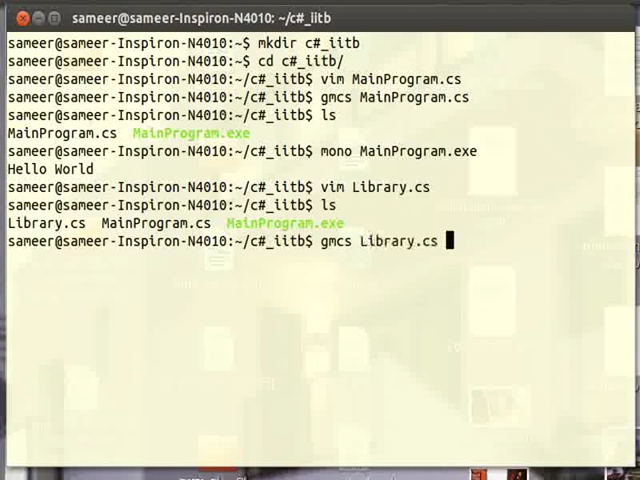 sameer@sameer-Inspiron-N4010: ~/c#_iitb
sameer@sameer-Inspiron-N4010:~$ mkdir c#_iitb
sameer@sameer-Inspiron-N4010:~$ cd c#_iitb/
sameer@sameer-Inspiron-N4010:~/c#_iitb$ vim MainProgram.cs
sameer@sameer-Inspiron-N4010:~/c#_iitb$ gmcs MainProgram.cs
sameer@sameer-Inspiron-N4010:~/c#_iitb$ ls
MainProgram.cs  MainProgram.exe
sameer@sameer-Inspiron-N4010:~/c#_iitb$ mono MainProgram.exe
Hello World
sameer@sameer-Inspiron-N4010:~/c#_iitb$ vim Library.cs
sameer@sameer-Inspiron-N4010:~/c#_iitb$ ls
Library.cs  MainProgram.cs  MainProgram.exe
sameer@sameer-Inspiron-N4010:~/c#_iitb$ gmcs Library.cs